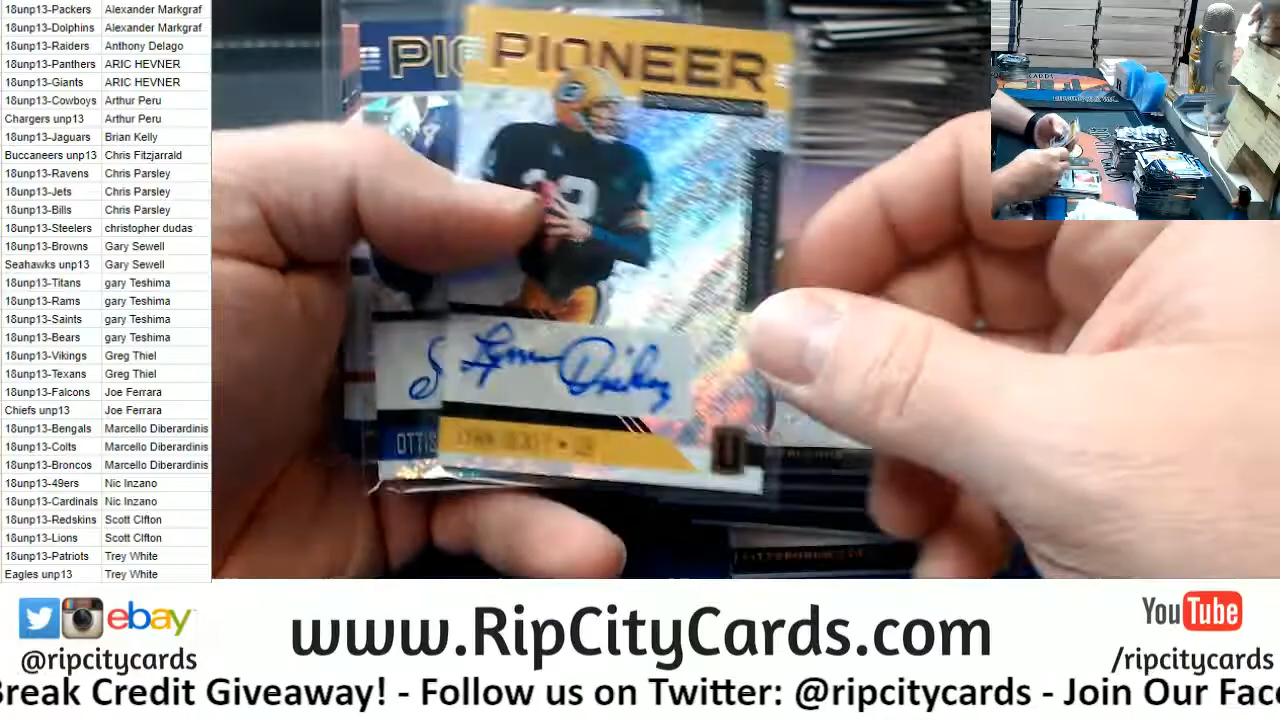 18unp13-Packers Alexander Markgraf
18unp13-Dolphins Alexander Markgraf
18unp13-Raiders Anthony Delago
18unp13-Panthers ARIC HEVNER
18unp13-Giants ARIC HEVNER
18unp13-Cowboys Arthur Peru
Chargers unp13 Arthur Peru
18unp13-Jaguars Brian Kelly
Buccaneers unp13 Chris Fitzjarrald
18unp13-Ravens Chris Parsley
18unp13-Jets Chris Parsley
18unp13-Bills Chris Parsley
18unp13-Steelers christopher dudas
18unp13-Browns Gary Sewell
Seahawks unp13 Gary Sewell
18unp13-Titans gary Teshima
18unp13-Rams gary Teshima
18unp13-Saints gary Teshima
18unp13-Bears gary Teshima
18unp13-Vikings Greg Thiel
18unp13-Texans Greg Thiel
18unp13-Falcons Joe Ferrara
Chiefs unp13 Joe Ferrara
18unp13-Bengals Marcello Diberardinis
18unp13-Colts Marcello Diberardinis
18unp13-Broncos Marcello Diberardinis
18unp13-49ers Nic Inzano
18unp13-Cardinals Nic Inzano
18unp13-Redskins Scott Clfton
18unp13-Lions Scott Clfton
18unp13-Patriots Trey White
Eagles unp13 Trey White
PIO
PIONEER
Lynn Dickey
OTTIS
ebay
@ripcitycards
www.RipCityCards.com
YouTube
/ripcitycards
Break Credit Giveaway! - Follow us on Twitter: @ripcitycards - Join Our Face